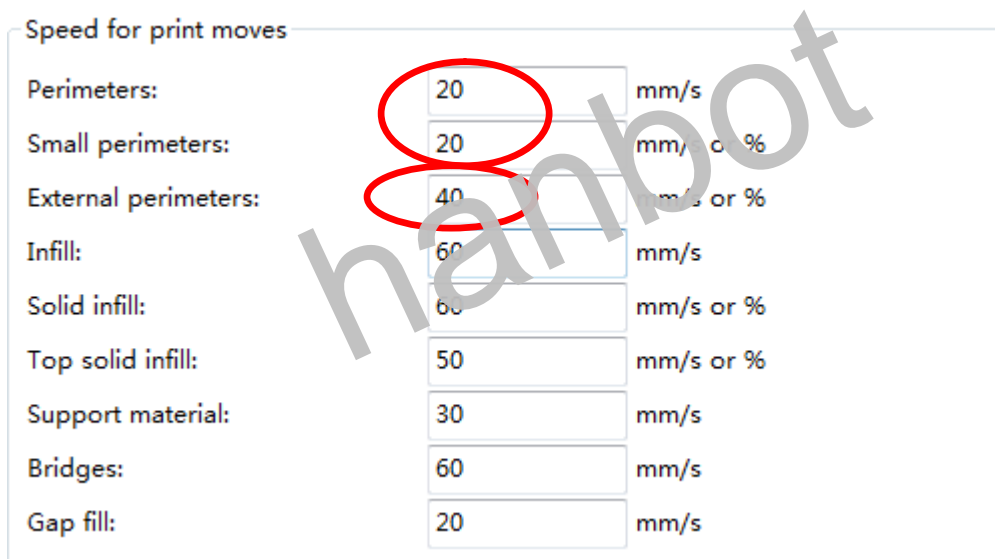 Speed for print moves
Perimeters: 20 mm/s
Small perimeters: 20 mm/s or %
External perimeters: 40 mm/s or %
Infill: 60 mm/s
Solid infill: 60 mm/s or %
Top solid infill: 50 mm/s or %
Support material: 30 mm/s
Bridges: 60 mm/s
Gap fill: 20 mm/s
hanbot